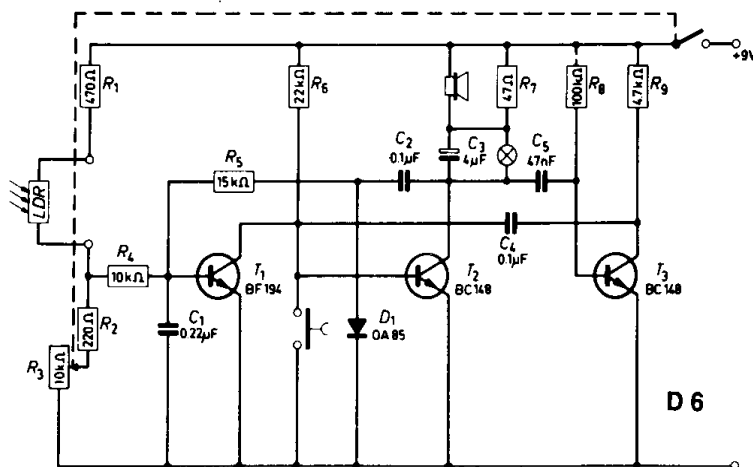 +9V
R1
470Ω
R6
22kΩ
R7
47Ω
R8
100kΩ
R9
4.7kΩ
C2
0.1µF
C3
4µF
C5
47nF
R5
15kΩ
LDR
C4
0.1µF
R4
10kΩ
T1
BF 194
T2
BC 148
T3
BC 148
R2
220Ω
C1
0.22µF
D1
OA 85
R3
10kΩ
D 6